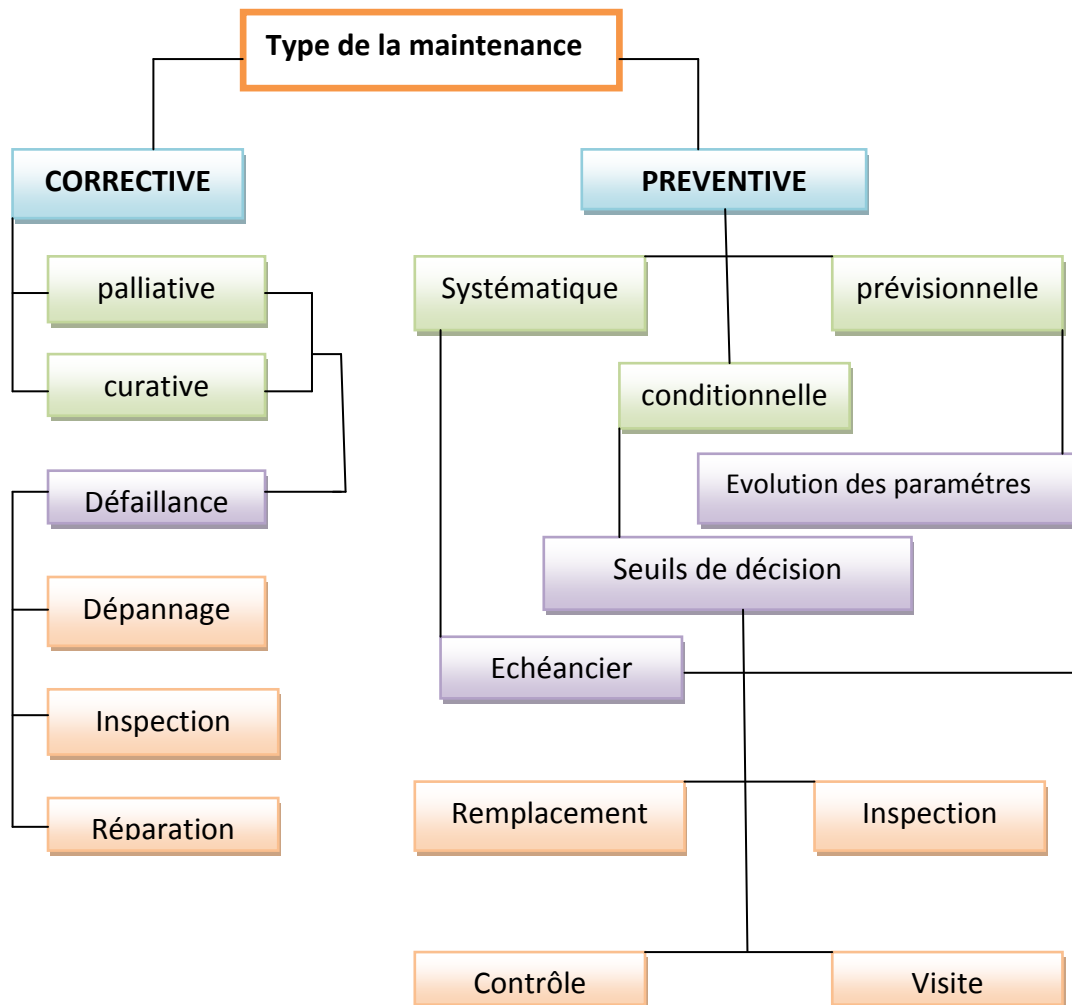 Type de la maintenance
CORRECTIVE
PREVENTIVE
palliative
Systématique
prévisionnelle
curative
conditionnelle
Défaillance
Evolution des paramétres
Seuils de décision
Dépannage
Echéancier
Inspection
Remplacement
Inspection
Réparation
Contrôle
Visite